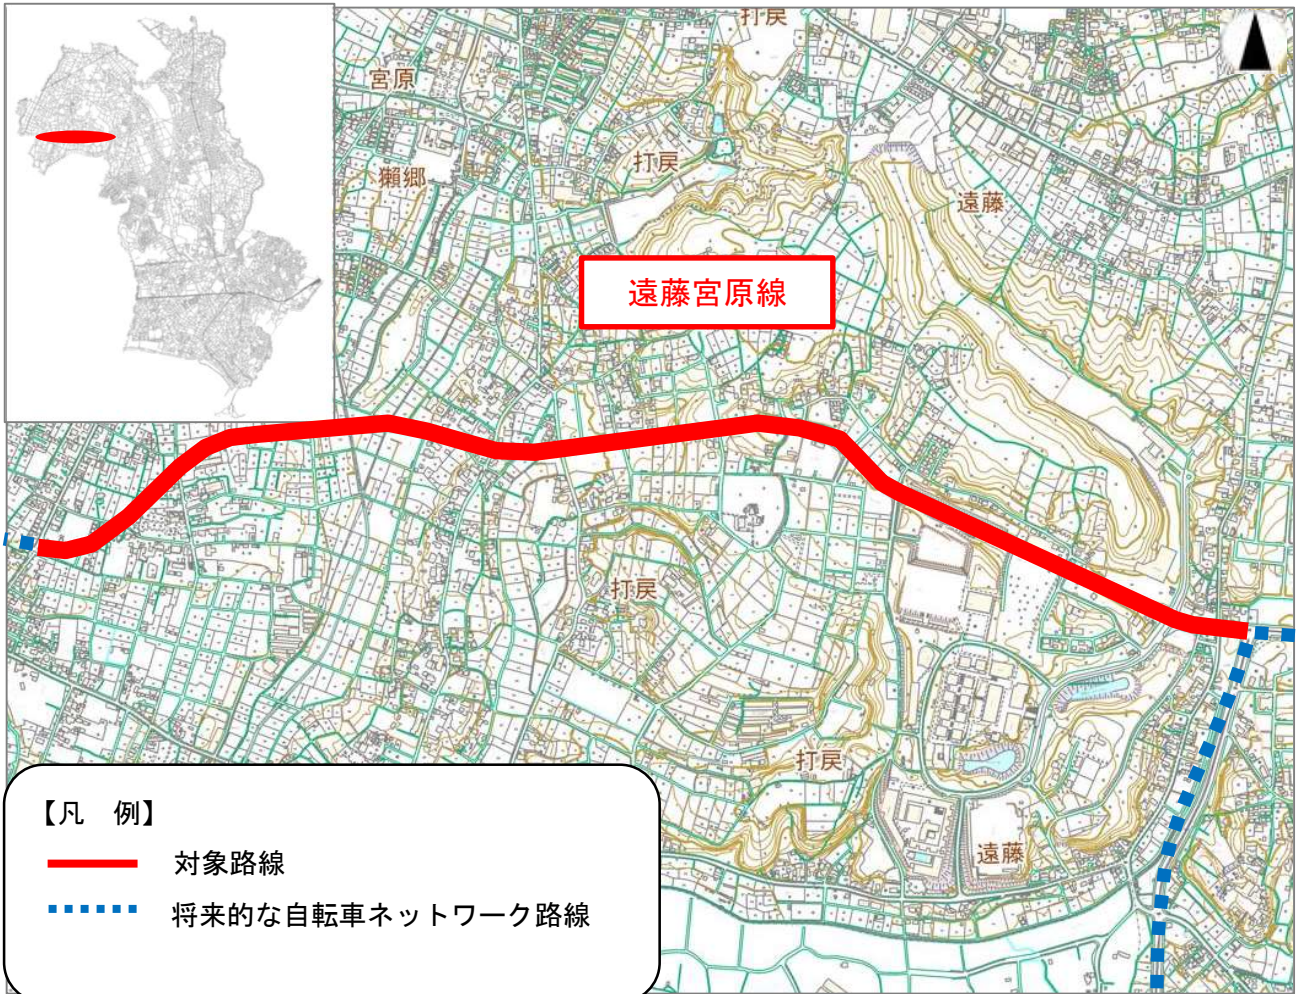 打戻
宮原
打戻
獺郷
遠藤
遠藤宮原線
打戻
打戻
遠藤
【凡　例】
対象路線
将来的な自転車ネットワーク路線